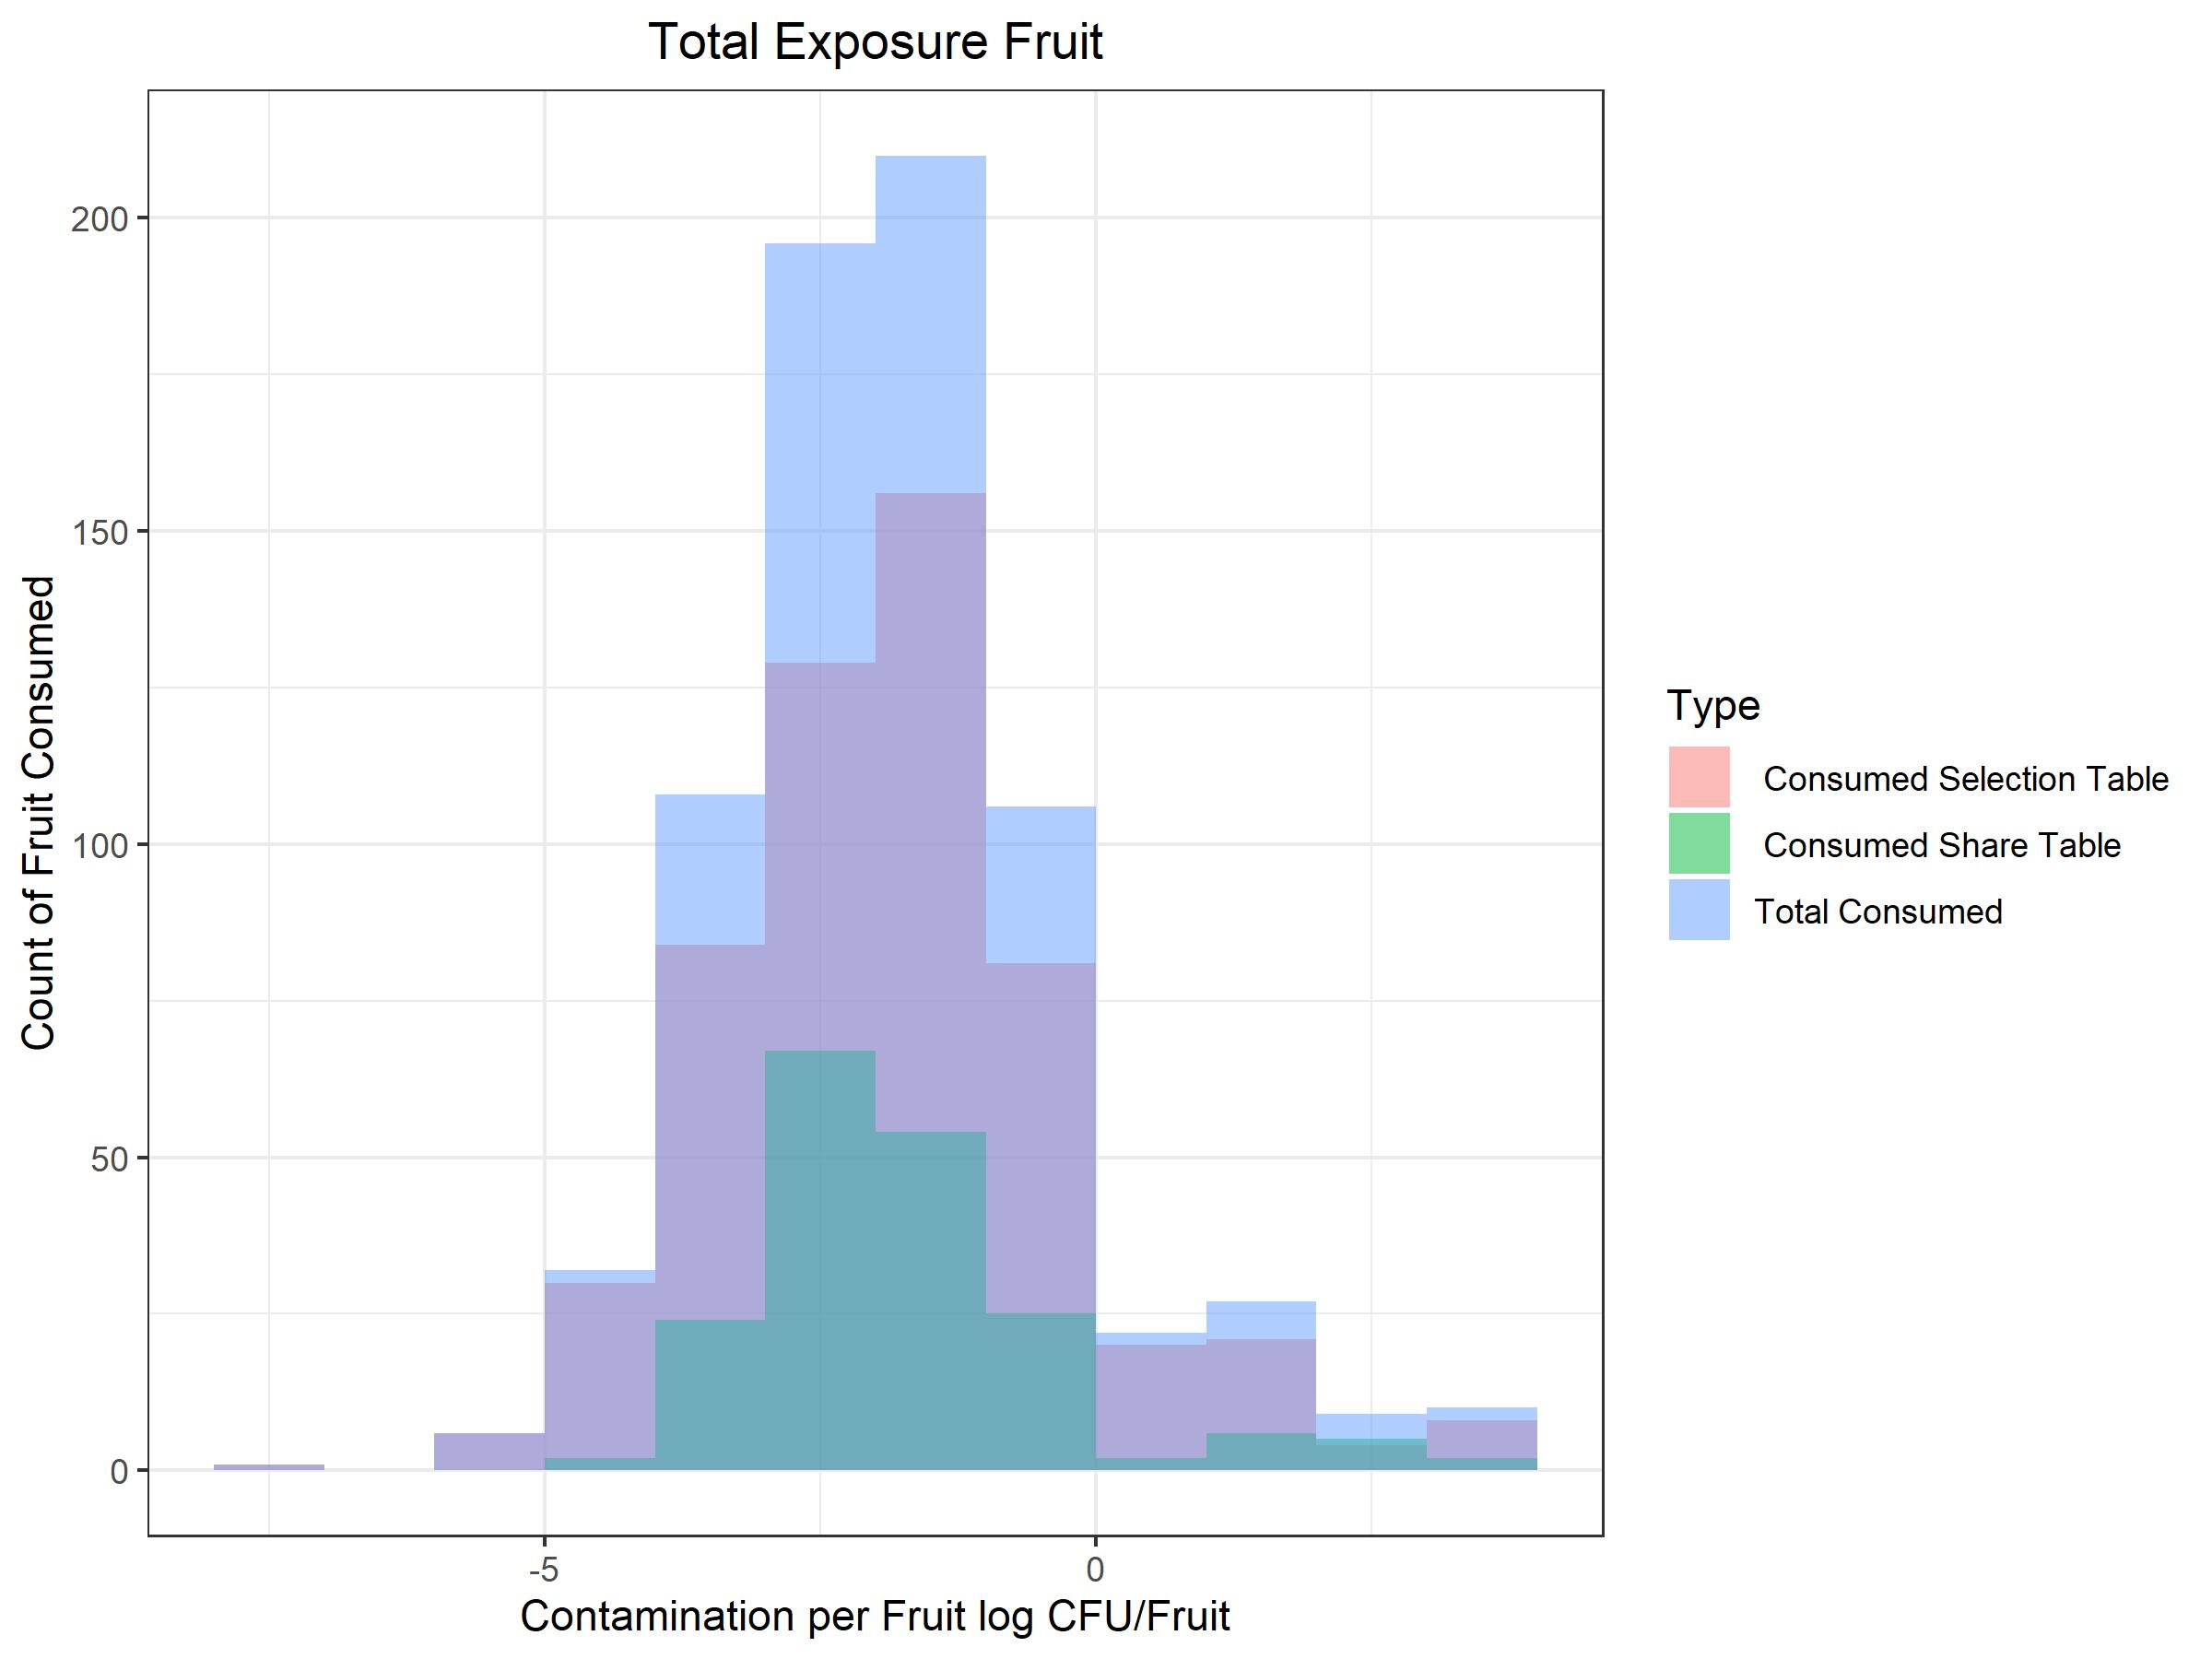 Total Exposure Fruit
Count of Fruit Consumed
200
150
100
50
0
-5
0
Contamination per Fruit log CFU/Fruit
Type
Consumed Selection Table
Consumed Share Table
Total Consumed